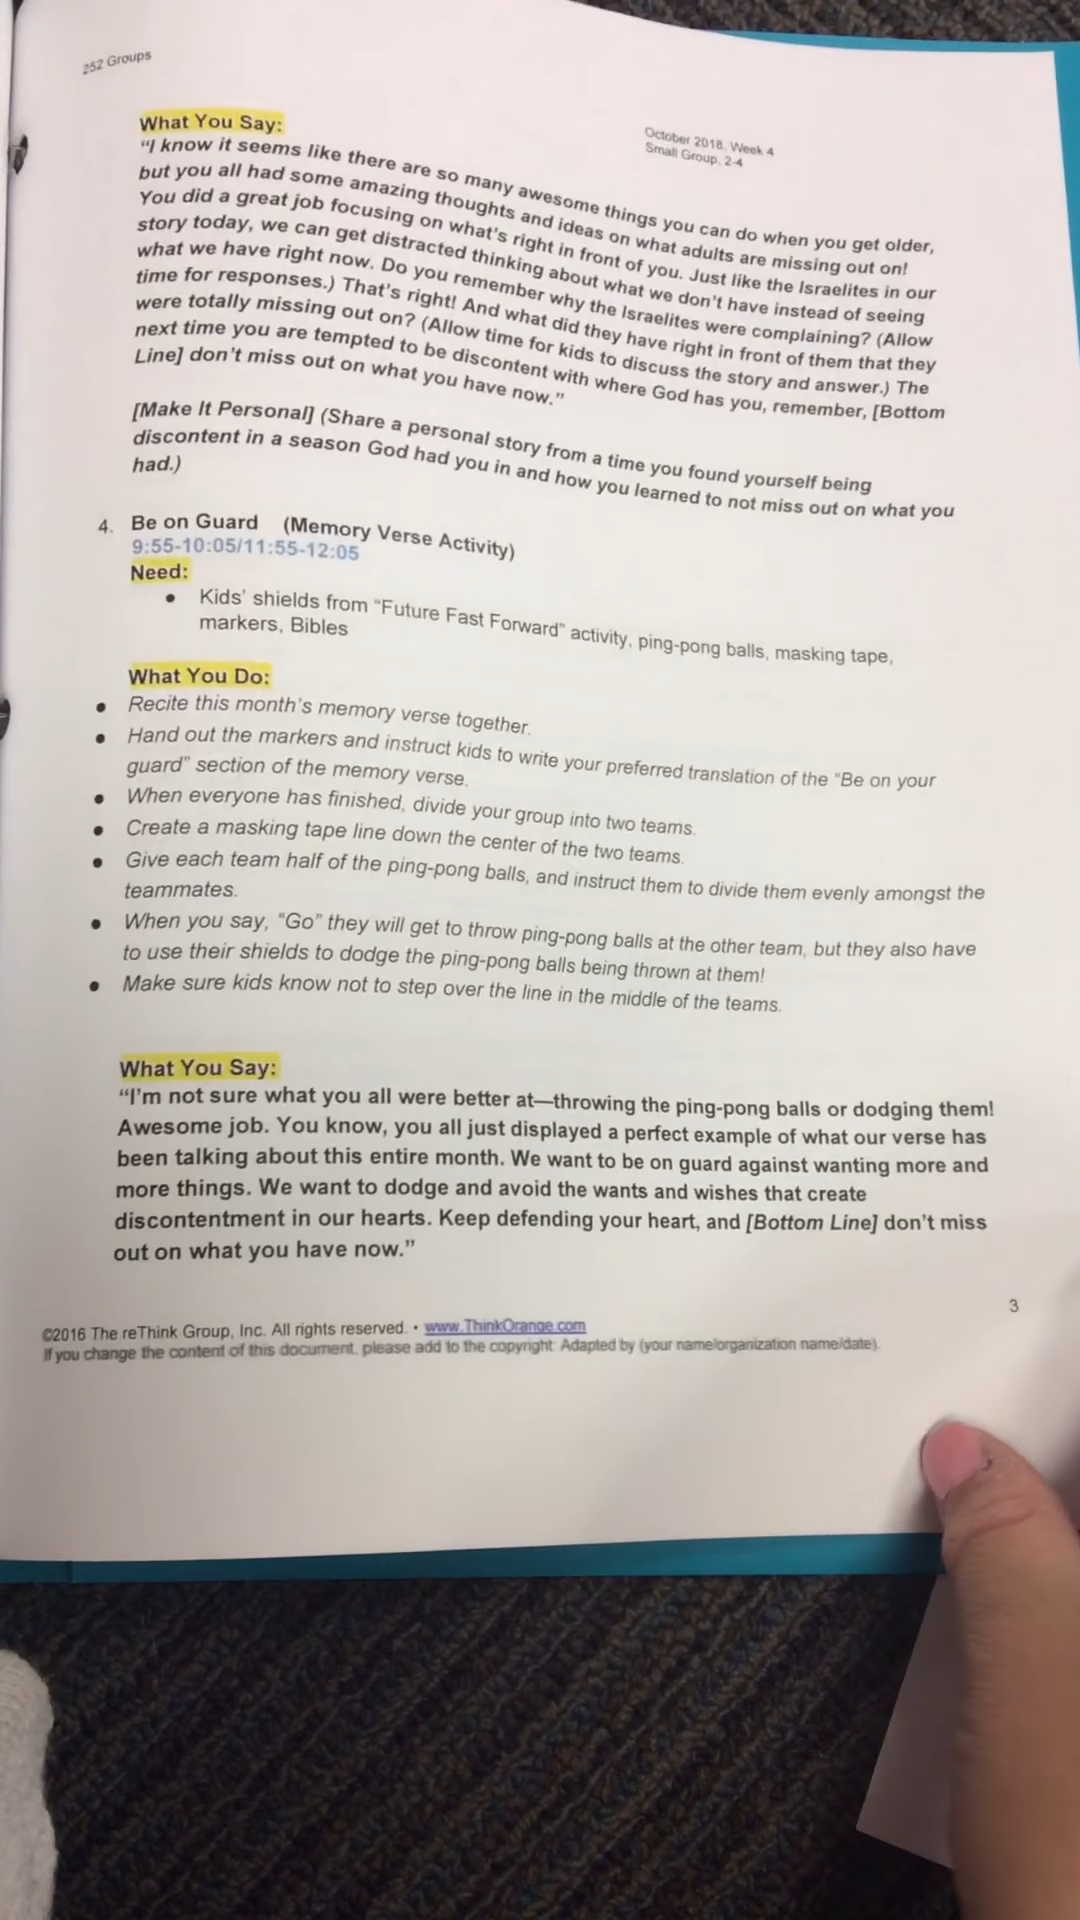 252 Groups
October 2018, Week 4
Small Group, 2-4
What You Say:
“I know it seems like there are so many awesome things you can do when you get older,
but you all had some amazing thoughts and ideas on what adults are missing out on!
You did a great job focusing on what's right in front of you. Just like the Israelites in our
story today, we can get distracted thinking about what we don't have instead of seeing
what we have right now. Do you remember why the Israelites were complaining? (Allow
time for responses.) That's right! And what did they have right in front of them that they
were totally missing out on? (Allow time for kids to discuss the story and answer.) The
next time you are tempted to be discontent with where God has you, remember, [Bottom
Line] don't miss out on what you have now.”
[Make It Personal] (Share a personal story from a time you found yourself being
discontent in a season God had you in and how you learned to not miss out on what you
had.)
4. Be on Guard (Memory Verse Activity)
9:55-10:05/11:55-12:05
Need:
• Kids' shields from “Future Fast Forward” activity, ping-pong balls, masking tape,
markers, Bibles
What You Do:
• Recite this month's memory verse together.
• Hand out the markers and instruct kids to write your preferred translation of the “Be on your
guard” section of the memory verse.
• When everyone has finished, divide your group into two teams.
• Create a masking tape line down the center of the two teams.
• Give each team half of the ping-pong balls, and instruct them to divide them evenly amongst the
teammates.
• When you say, “Go” they will get to throw ping-pong balls at the other team, but they also have
to use their shields to dodge the ping-pong balls being thrown at them!
• Make sure kids know not to step over the line in the middle of the teams.
What You Say:
“I'm not sure what you all were better at—throwing the ping-pong balls or dodging them!
Awesome job. You know, you all just displayed a perfect example of what our verse has
been talking about this entire month. We want to be on guard against wanting more and
more things. We want to dodge and avoid the wants and wishes that create
discontentment in our hearts. Keep defending your heart, and [Bottom Line] don't miss
out on what you have now.”
3
©2016 The reThink Group, Inc. All rights reserved. • www.ThinkOrange.com
If you change the content of this document, please add to the copyright: Adapted by (your name/organization name/date).